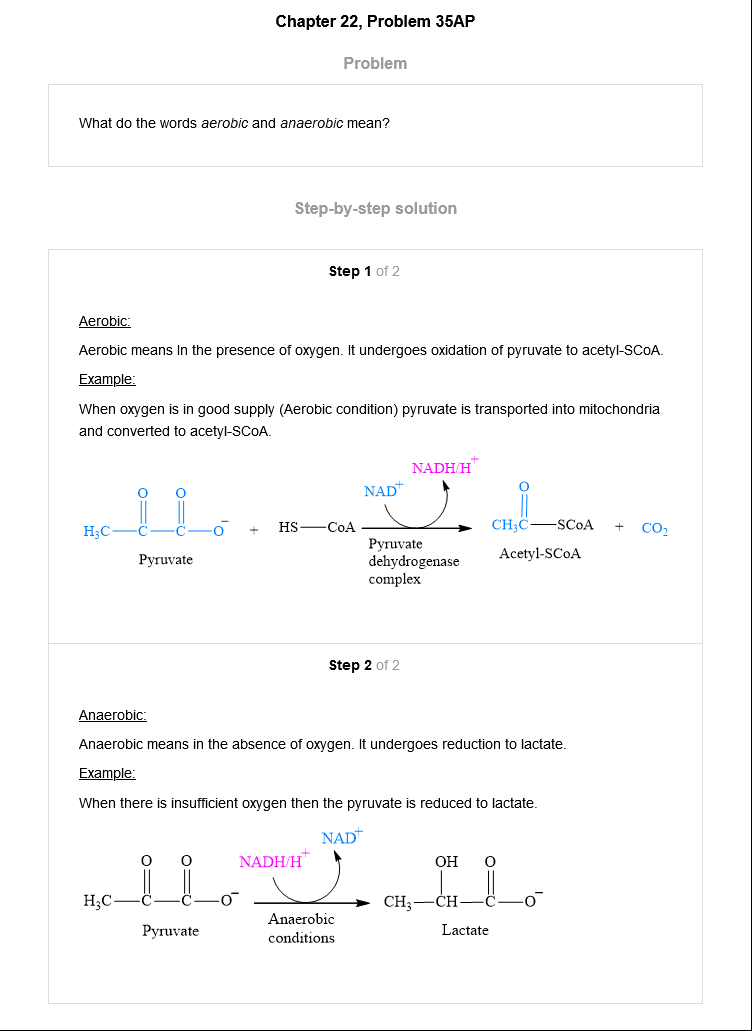 Chapter 22, Problem 35AP
Problem
What do the words aerobic and anaerobic mean?
Step-by-step solution
Step 1 of 2
Aerobic:
Aerobic means In the presence of oxygen. It undergoes oxidation of pyruvate to acetyl-SCoA.
Example:
When oxygen is in good supply (Aerobic condition) pyruvate is transported into mitochondria
and converted to acetyl-SCoA.
NADH/H+
NAD+
O O O
H3C C C O− + HS CoA CH3C SCoA + CO2
Pyruvate
dehydrogenase
complex
Pyruvate Acetyl-SCoA
Step 2 of 2
Anaerobic:
Anaerobic means in the absence of oxygen. It undergoes reduction to lactate.
Example:
When there is insufficient oxygen then the pyruvate is reduced to lactate.
NAD+
O O NADH/H+ OH O
H3C C C O− CH3 CH C O−
Anaerobic
conditions
Pyruvate Lactate